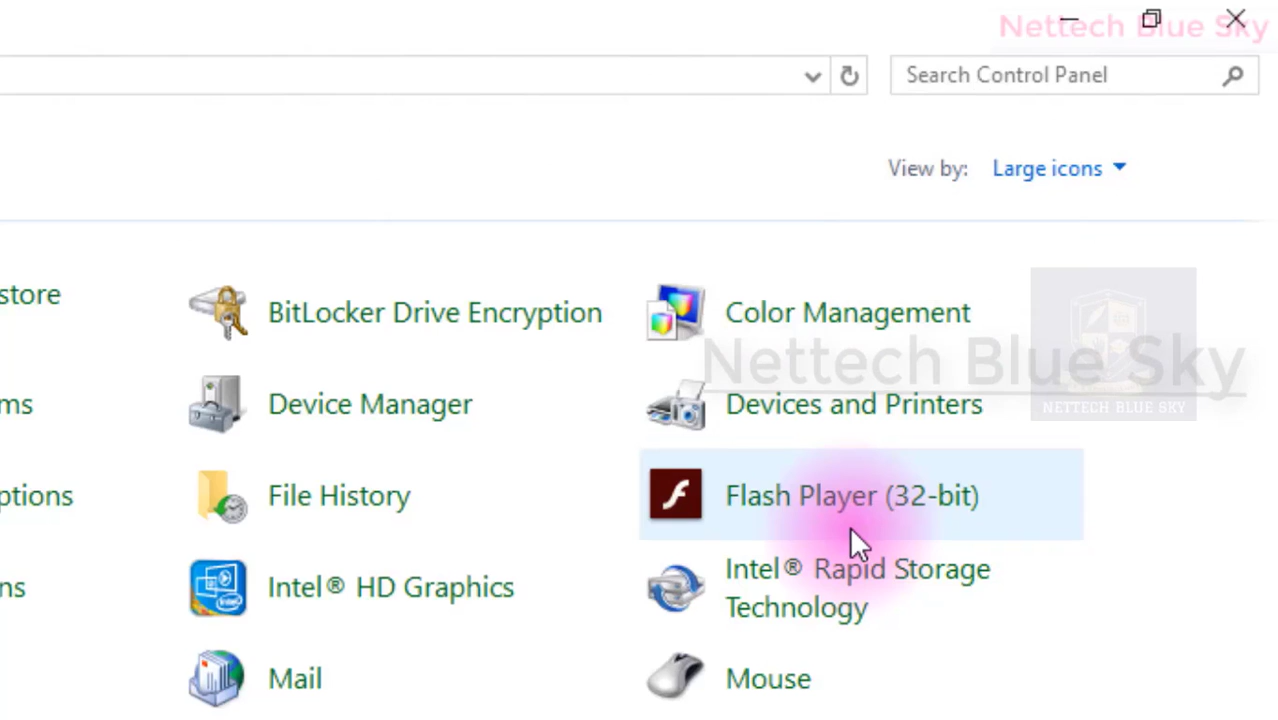 Nettech Blue Sky
Search Control Panel
View by: Large icons
store
BitLocker Drive Encryption
Color Management
Nettech Blue Sky
ms
Device Manager
Devices and Printers
NETTECH BLUE SKY
ptions
File History
Flash Player (32-bit)
ns
Intel® HD Graphics
Intel® Rapid Storage
Technology
Mail
Mouse